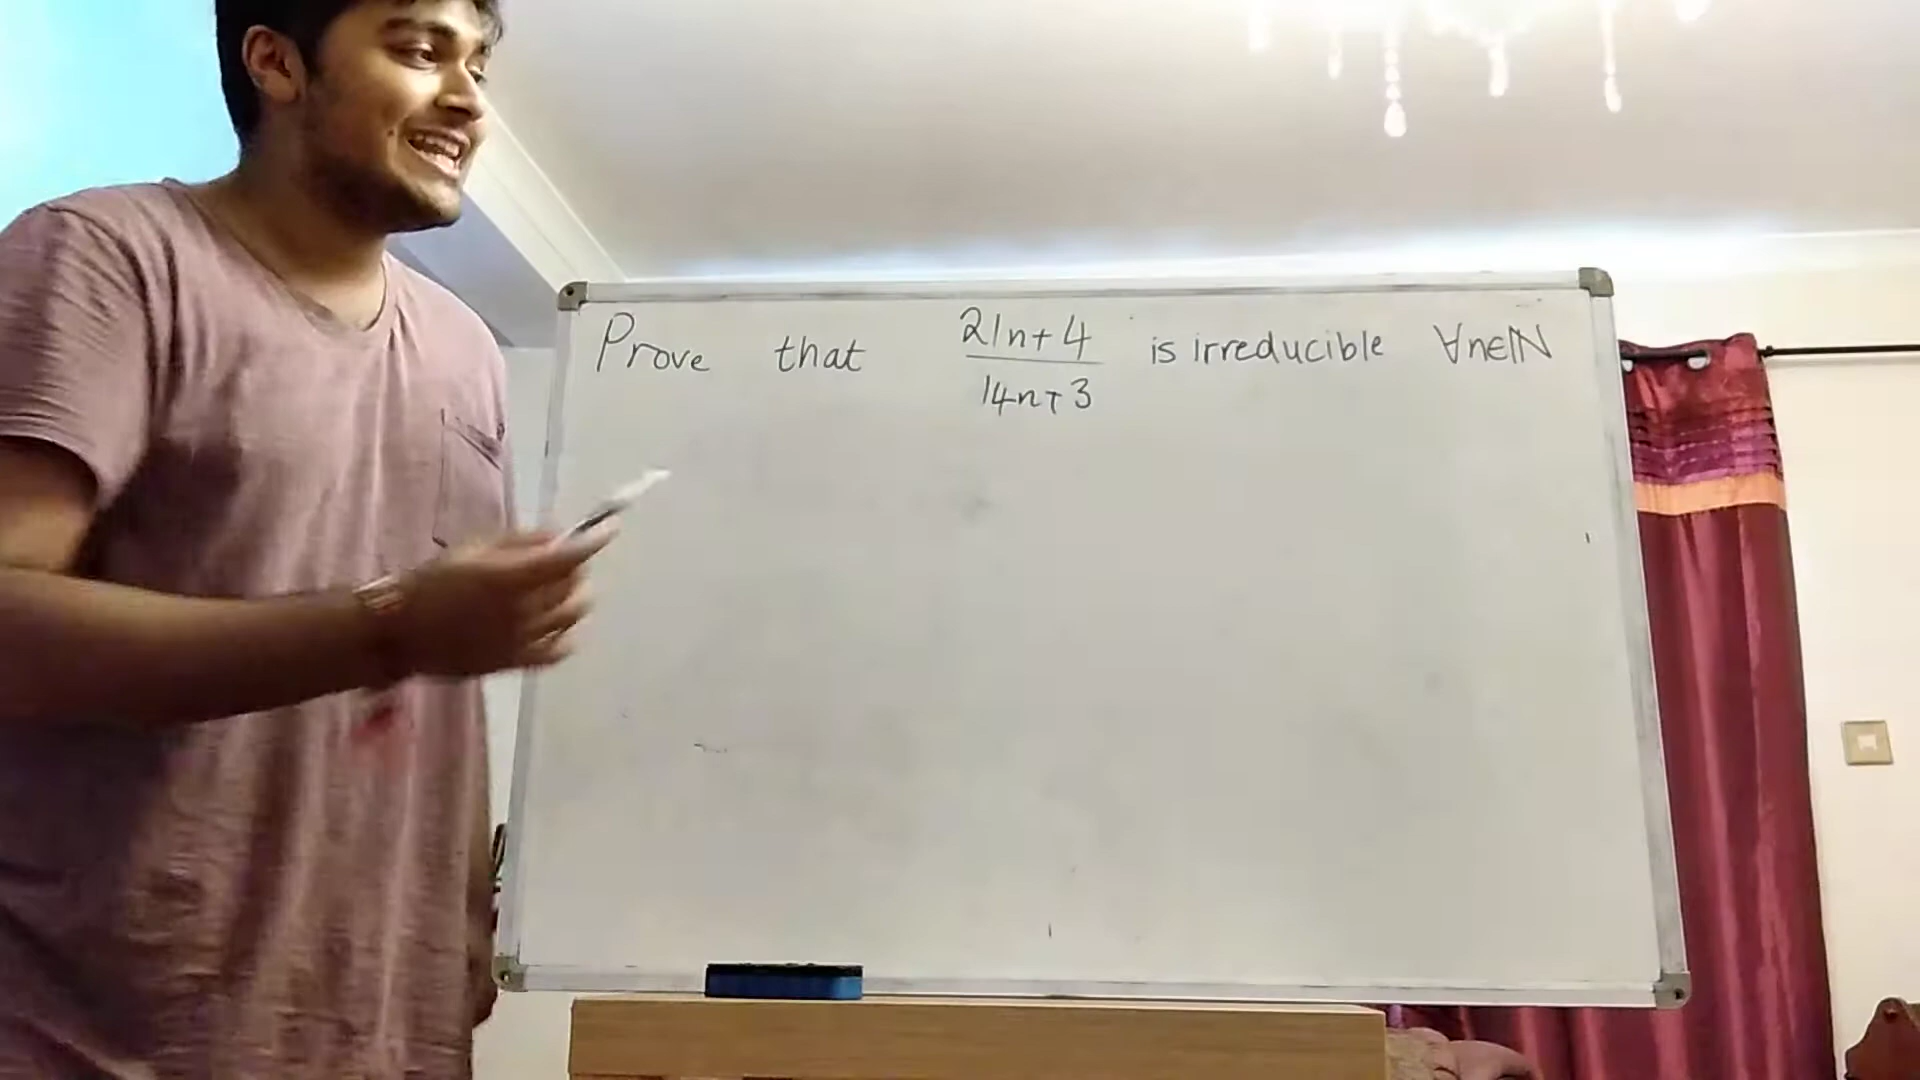 Prove that 21n+4 / 14n+3 is irreducible ∀n∈ℕ